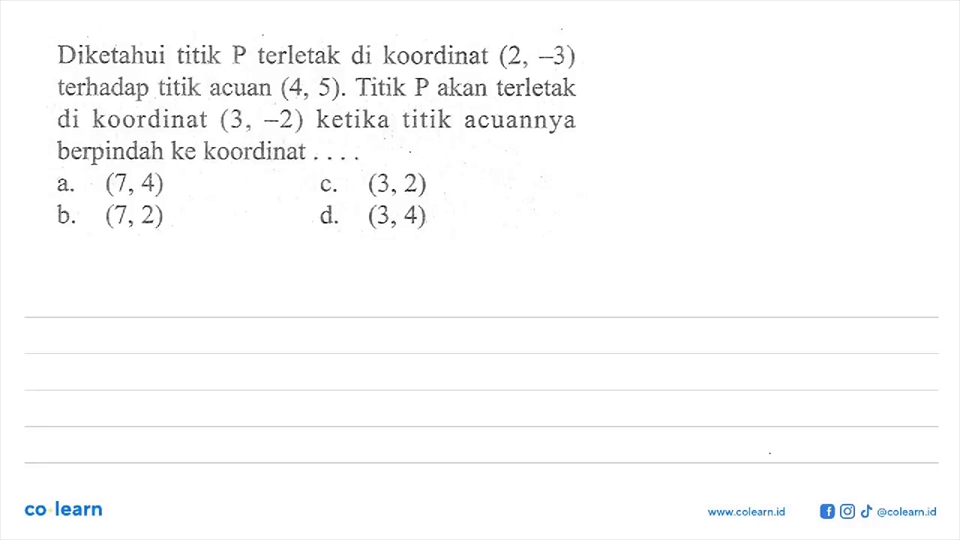 Diketahui titik P terletak di koordinat (2, –3)
terhadap titik acuan (4, 5). Titik P akan terletak
di koordinat (3, –2) ketika titik acuannya
berpindah ke koordinat . . . .
a. (7, 4) c. (3, 2)
b. (7, 2) d. (3, 4)
co learn www.colearn.id @colearn.id